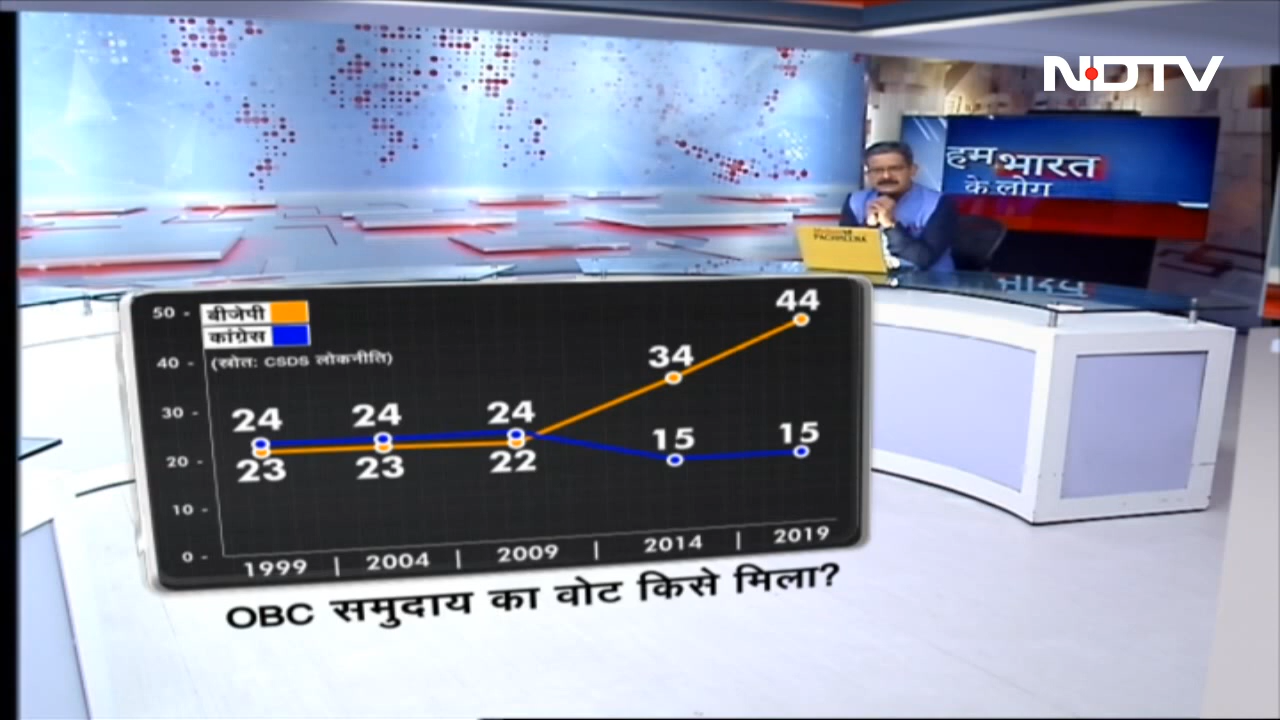 NDTV
हम भारत
के लोग
PACHAUERA
50 -
बीजेपी
कांग्रेस
40 -
(स्रोत: CSDS लोकनीति)
30 -
20 -
10 -
0 -
24 24 24 34 44
23 23 22 15 15
1999 | 2004 | 2009 | 2014 | 2019
OBC समुदाय का वोट किसे मिला?